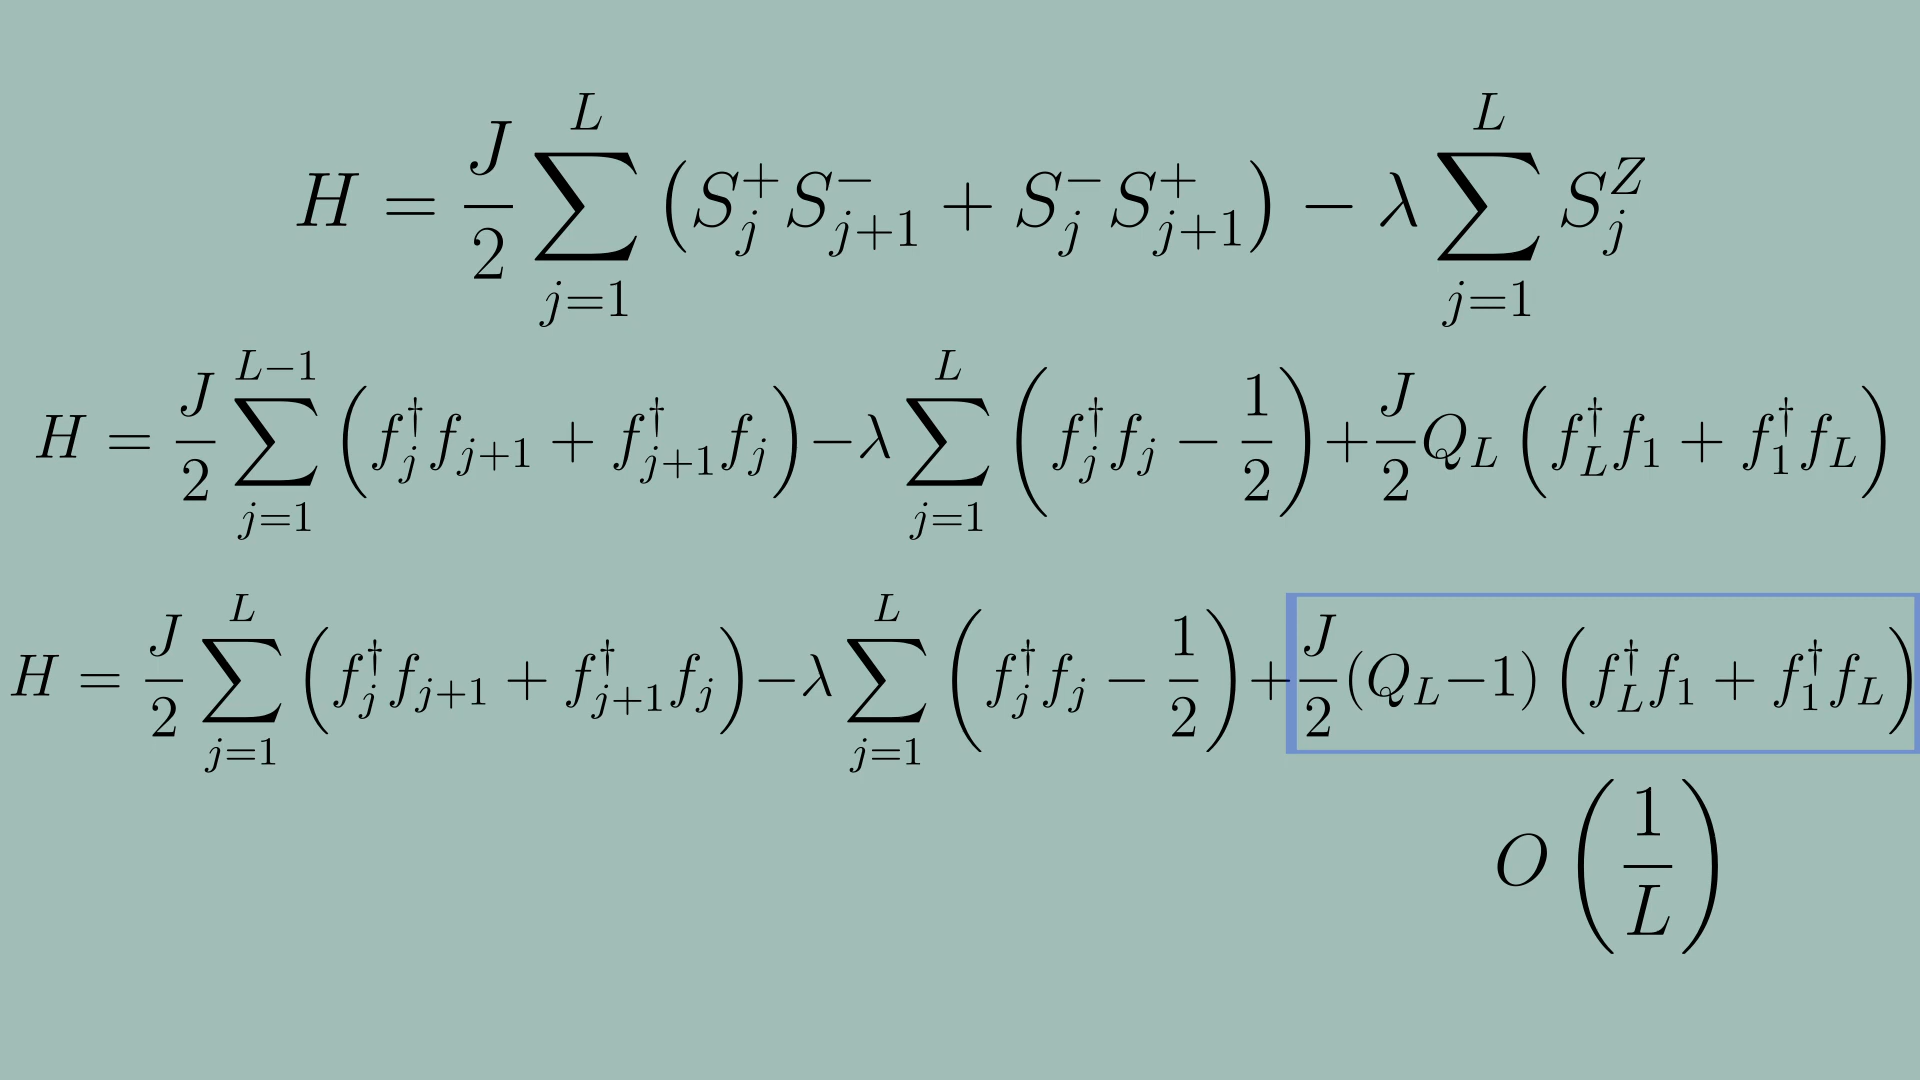 $H = \frac{J}{2} \sum_{j=1}^{L} \left( S_j^+ S_{j+1}^- + S_j^- S_{j+1}^+ \right) - \lambda \sum_{j=1}^{L} S_j^Z$
$H = \frac{J}{2} \sum_{j=1}^{L-1} \left( f_j^\dagger f_{j+1} + f_{j+1}^\dagger f_j \right) - \lambda \sum_{j=1}^{L} \left( f_j^\dagger f_j - \frac{1}{2} \right) + \frac{J}{2} Q_L \left( f_L^\dagger f_1 + f_1^\dagger f_L \right)$
$H = \frac{J}{2} \sum_{j=1}^{L} \left( f_j^\dagger f_{j+1} + f_{j+1}^\dagger f_j \right) - \lambda \sum_{j=1}^{L} \left( f_j^\dagger f_j - \frac{1}{2} \right) + \frac{J}{2} (Q_L - 1) \left( f_L^\dagger f_1 + f_1^\dagger f_L \right)$
$O \left( \frac{1}{L} \right)$